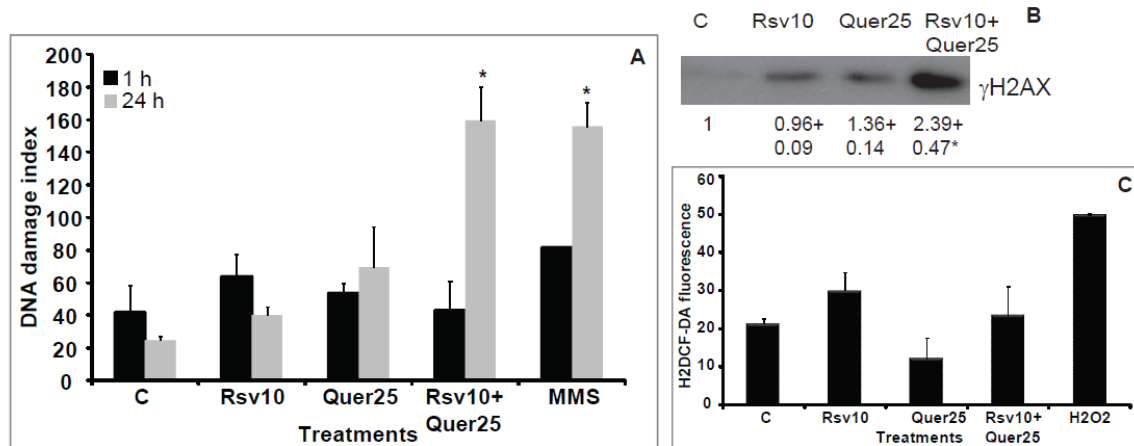 A
200
180
160
140
120
100
80
60
40
20
0
DNA damage index
1 h
24 h
*
*
C Rsv10 Quer25 Rsv10+ MMS
Quer25
Treatments
B
C Rsv10 Quer25 Rsv10+
Quer25
γH2AX
1 0.96+ 1.36+ 2.39+
0.09 0.14 0.47*
C
60
50
40
30
20
10
0
H2DCF-DA fluorescence
C Rsv10 Quer25 Rsv10+ H2O2
Treatments Quer25